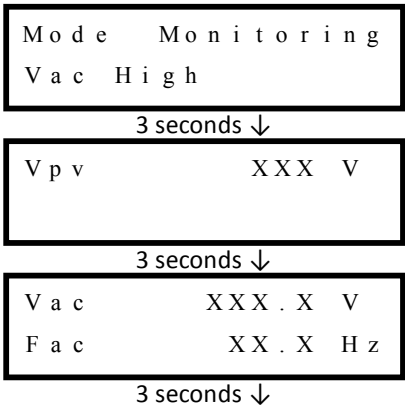 Mode Monitoring
Vac High
3 seconds ↓
Vpv XXX V
3 seconds ↓
Vac XXX.X V
Fac XX.X Hz
3 seconds ↓